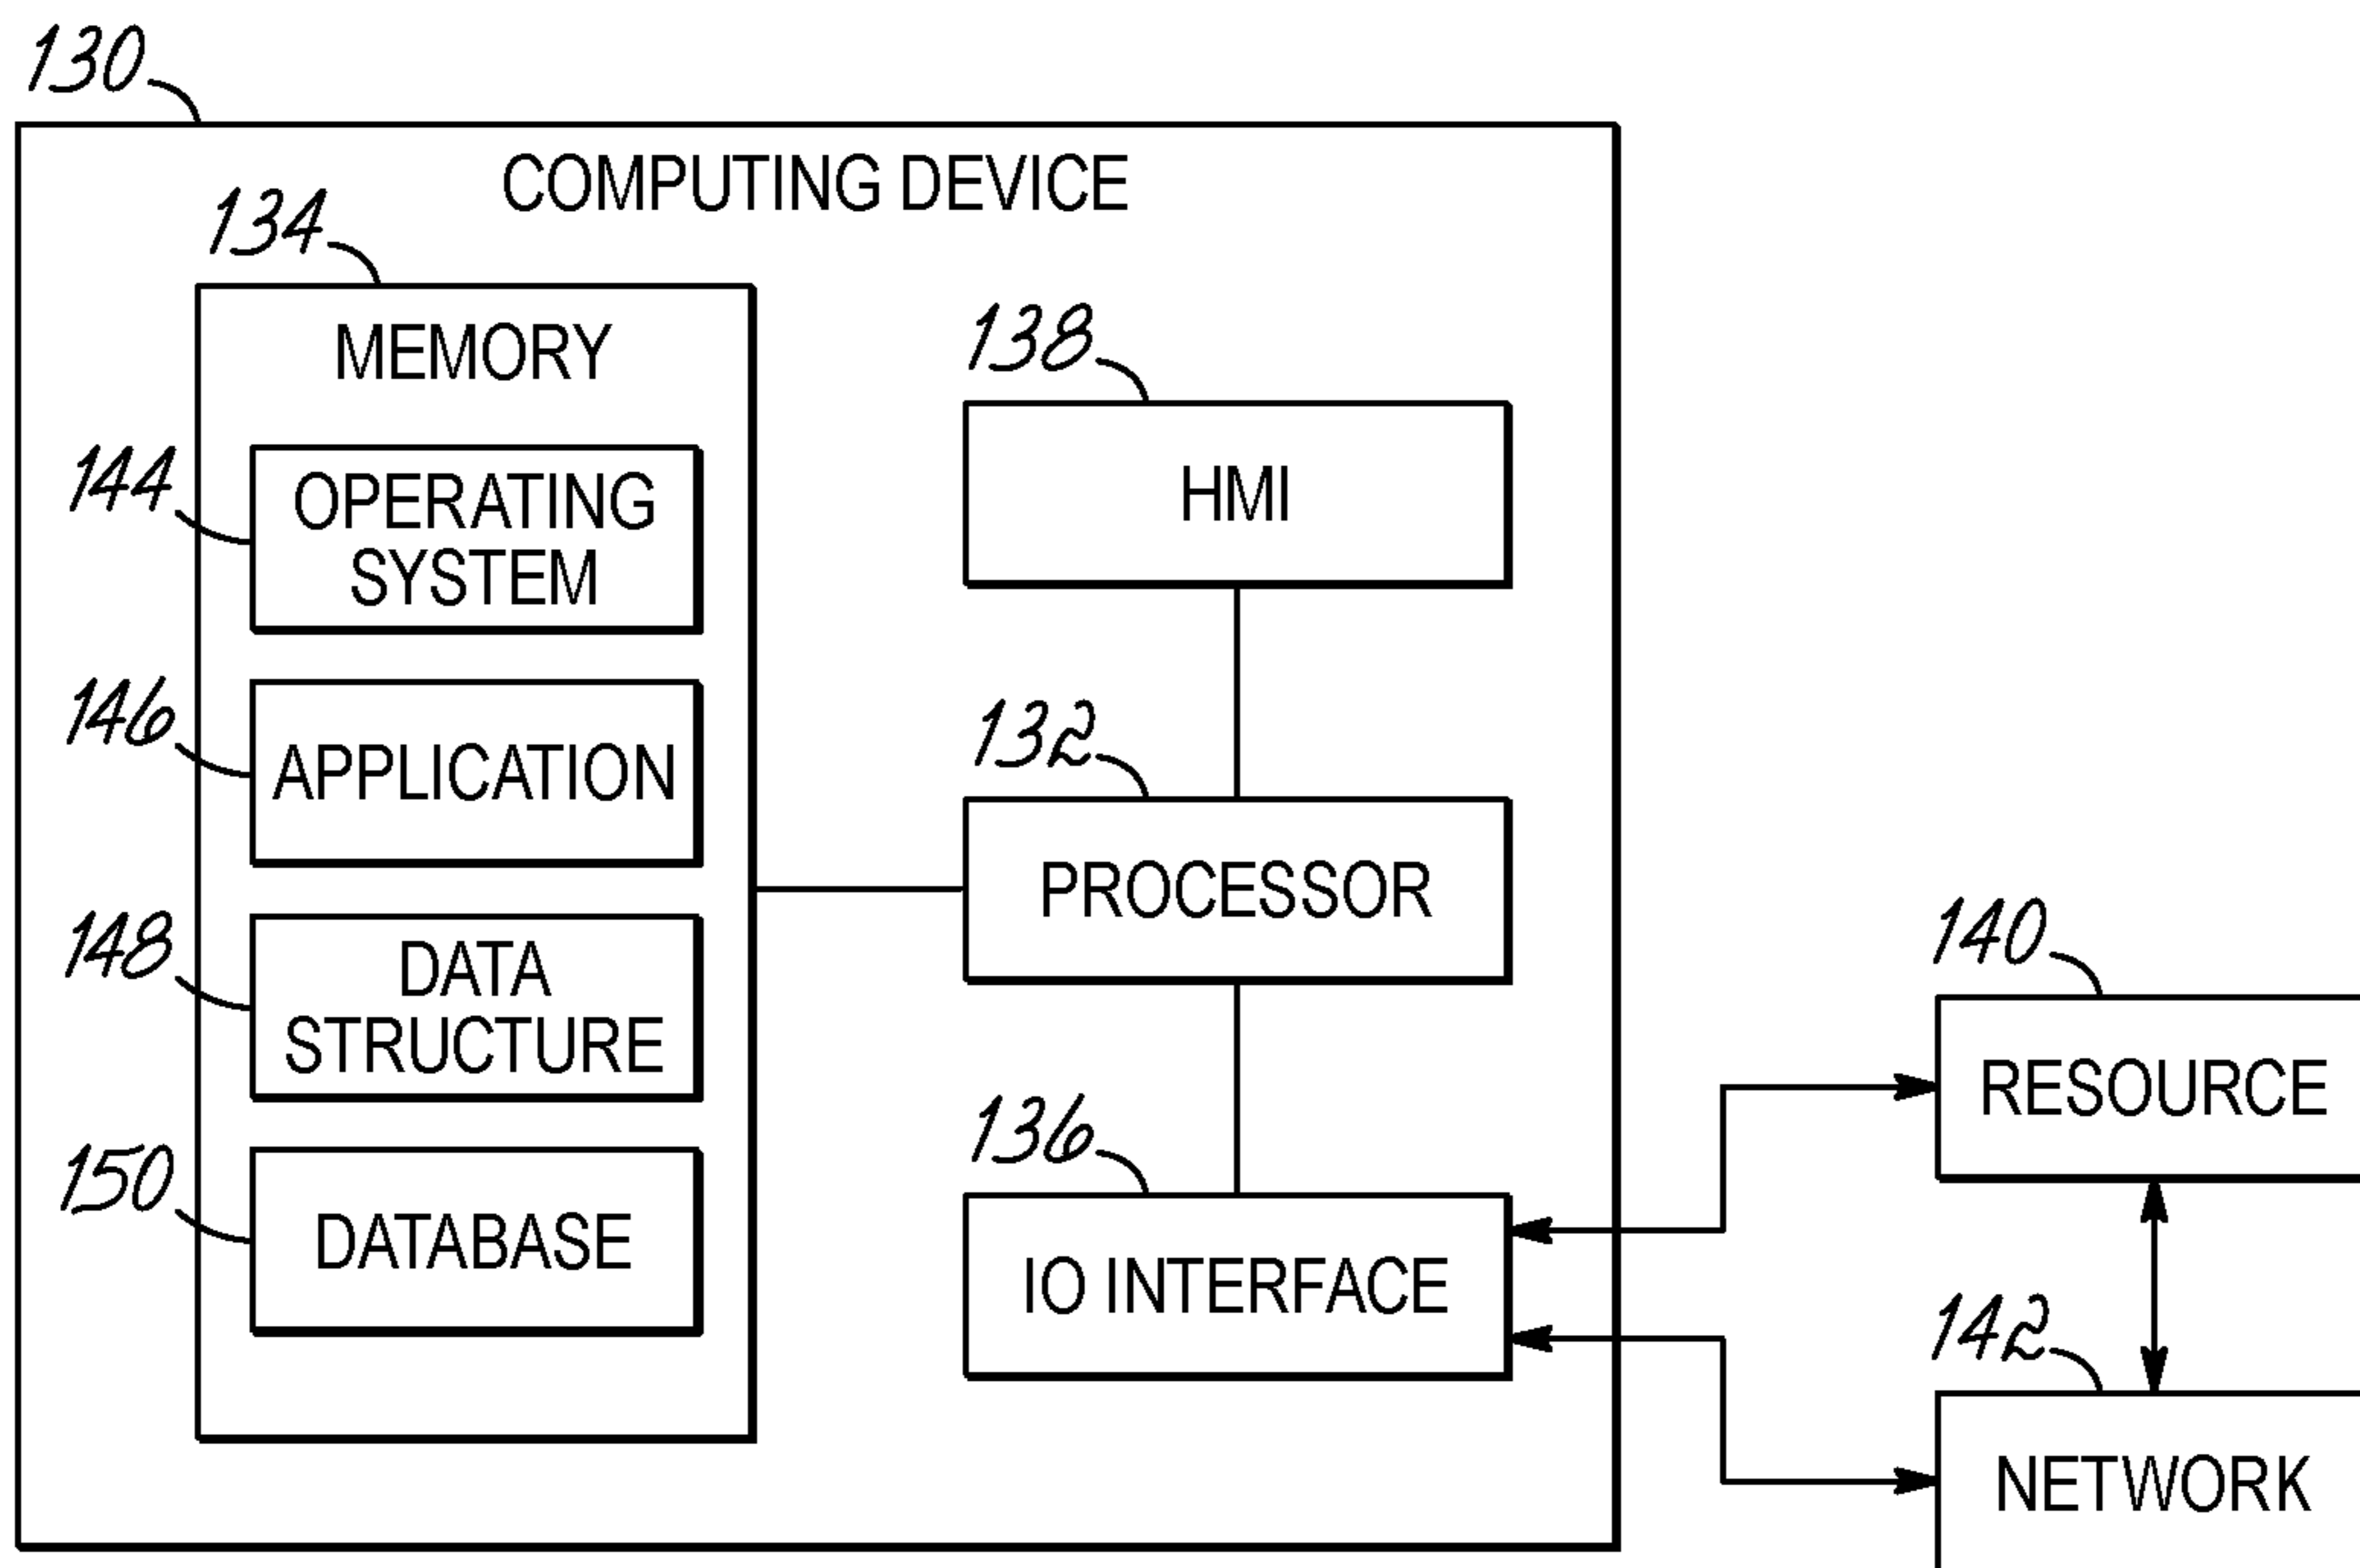 130
COMPUTING DEVICE
134
MEMORY
144
OPERATING
SYSTEM
146
APPLICATION
148
DATA
STRUCTURE
150
DATABASE
138
HMI
132
PROCESSOR
136
IO INTERFACE
140
RESOURCE
142
NETWORK